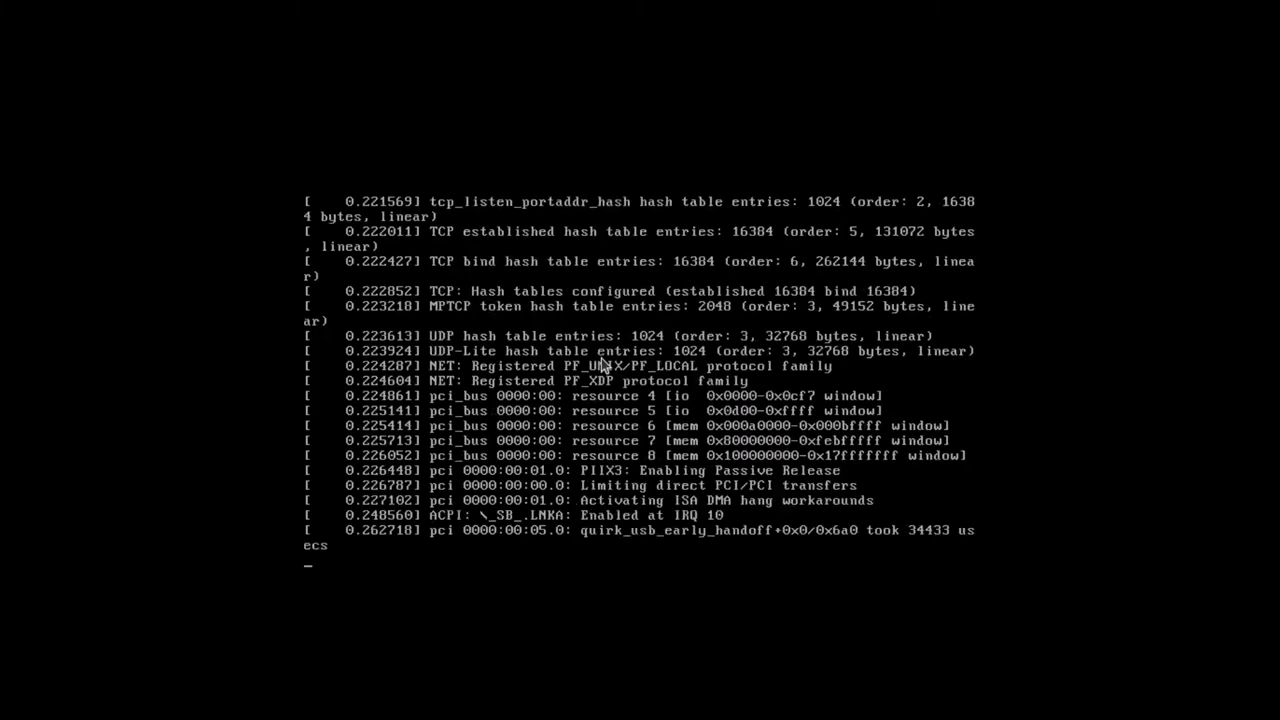 [    0.221569] tcp_listen_portaddr_hash hash table entries: 1024 (order: 2, 1638
4 bytes, linear)
[    0.222011] TCP established hash table entries: 16384 (order: 5, 131072 bytes
, linear)
[    0.222427] TCP bind hash table entries: 16384 (order: 6, 262144 bytes, linea
r)
[    0.222852] TCP: Hash tables configured (established 16384 bind 16384)
[    0.223218] MPTCP token hash table entries: 2048 (order: 3, 49152 bytes, line
ar)
[    0.223613] UDP hash table entries: 1024 (order: 3, 32768 bytes, linear)
[    0.223924] UDP-Lite hash table entries: 1024 (order: 3, 32768 bytes, linear)
[    0.224287] NET: Registered PF_UNIX/PF_LOCAL protocol family
[    0.224604] NET: Registered PF_XDP protocol family
[    0.224861] pci_bus 0000:00: resource 4 [io  0x0000-0x0cf7 window]
[    0.225141] pci_bus 0000:00: resource 5 [io  0x0d00-0xffff window]
[    0.225414] pci_bus 0000:00: resource 6 [mem 0x000a0000-0x000bffff window]
[    0.225713] pci_bus 0000:00: resource 7 [mem 0x80000000-0xfebfffff window]
[    0.226052] pci_bus 0000:00: resource 8 [mem 0x100000000-0x17fffffff window]
[    0.226448] pci 0000:00:01.0: PIIX3: Enabling Passive Release
[    0.226787] pci 0000:00:00.0: Limiting direct PCI/PCI transfers
[    0.227102] pci 0000:00:01.0: Activating ISA DMA hang workarounds
[    0.248560] ACPI: \_SB_.LNKA: Enabled at IRQ 10
[    0.262718] pci 0000:00:05.0: quirk_usb_early_handoff+0x0/0x6a0 took 34433 us
ecs
_